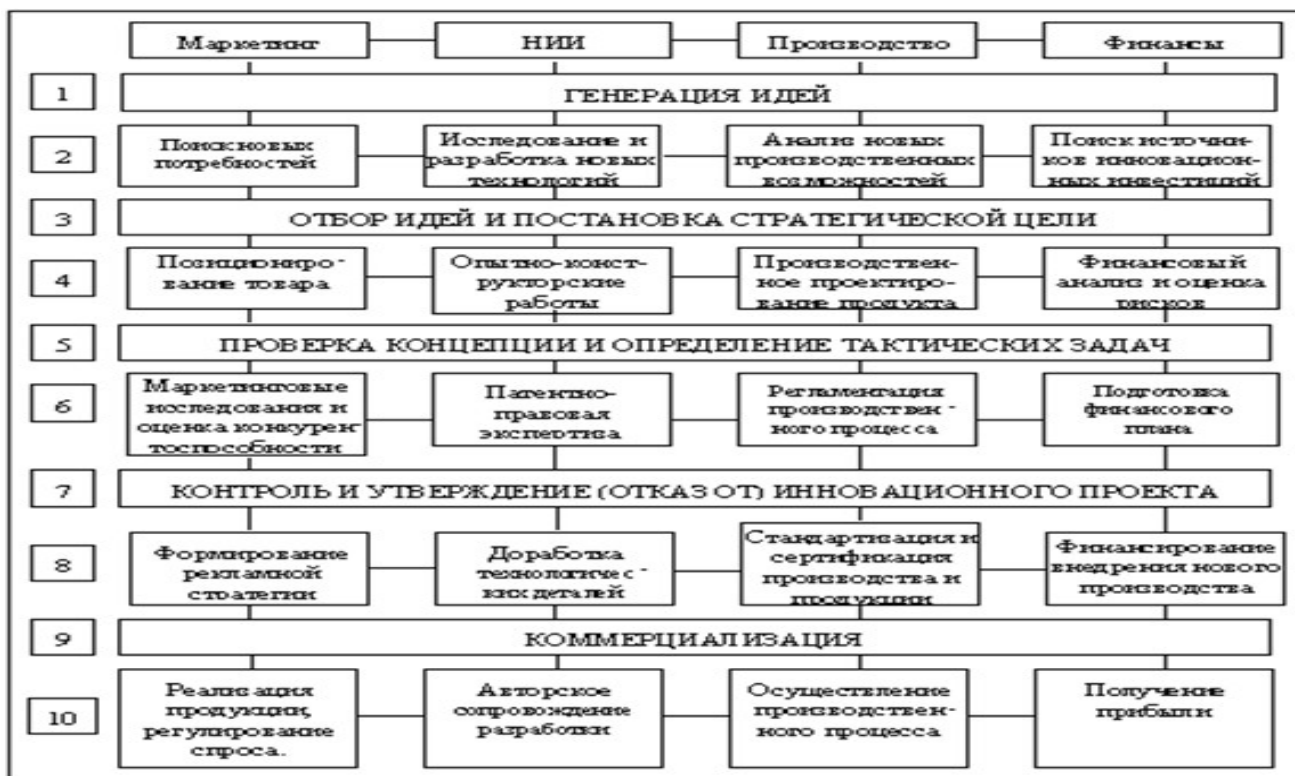 Маркетинг
НИИ
Производство
Финансы
1
ГЕНЕРАЦИЯ ИДЕЙ
2
Поиск новых
потребностей
Исследование и
разработка новых
технологий
Анализ новых
производственных
возможностей
Поиск источни-
ков инновацион-
ных инвестиций
3
ОТБОР ИДЕЙ И ПОСТАНОВКА СТРАТЕГИЧЕСКОЙ ЦЕЛИ
4
Позициониро-
вание товара
Опытно-конст-
рукторские
работы
Производствен-
ное проектиро-
вание продукта
Финансовый
анализ и оценка
рисков
5
ПРОВЕРКА КОНЦЕПЦИИ И ОПРЕДЕЛЕНИЕ ТАКТИЧЕСКИХ ЗАДАЧ
6
Маркетинговые
исследования и
оценка конкурен
тоспособности
Патентно-
правовая
экспертиза
Регламентация
производствен-
ного процесса
Подготовка
финансового
плана
7
КОНТРОЛЬ И УТВЕРЖДЕНИЕ (ОТКАЗ ОТ) ИННОВАЦИОННОГО ПРОЕКТА
8
Формирование
рекламной
стратегии
Доработка
технологичес-
ких деталей
Стандартизация и
сертификация
производства и
продукции
Финансирование
внедрения нового
производства
9
КОММЕРЦИАЛИЗАЦИЯ
10
Реализация
продукции,
регулирование
спроса.
Авторское
сопровождение
разработки
Осуществление
производствен-
ного процесса
Получение
прибыли